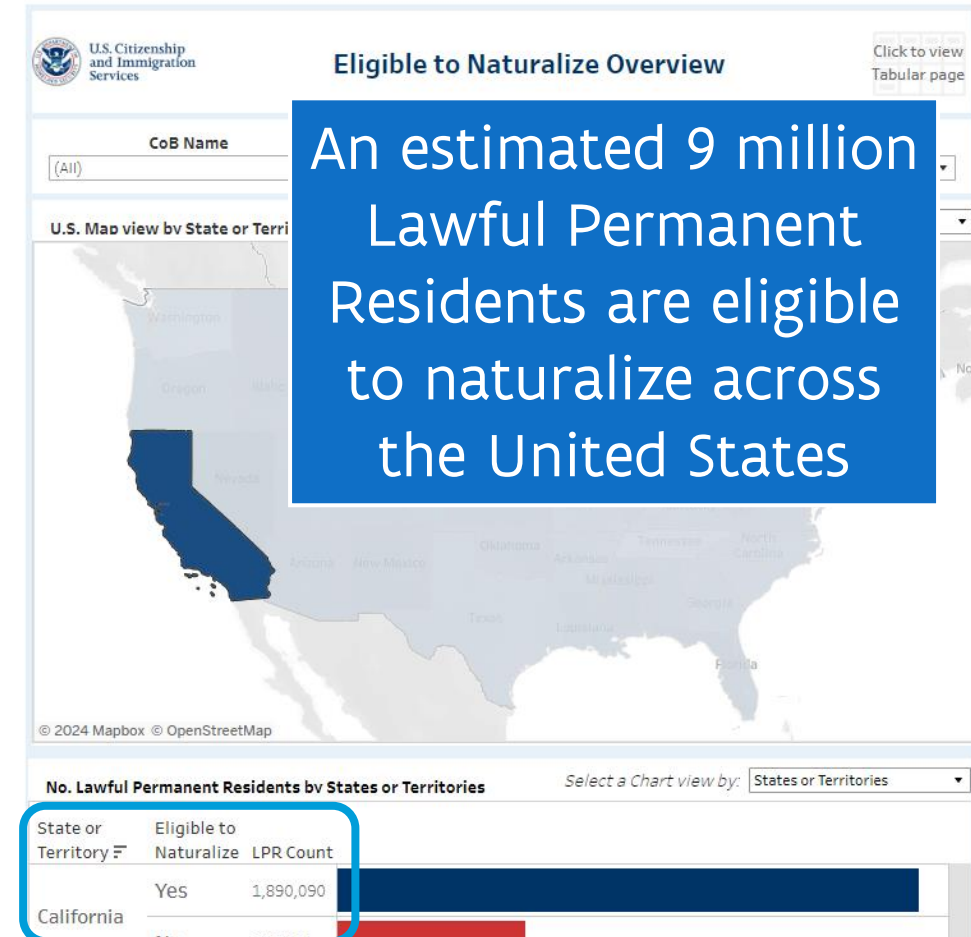 U.S. Citizenship
and Immigration
Services
Eligible to Naturalize Overview
Click to view
Tabular page
CoB Name
(All)
An estimated 9 million
Lawful Permanent
Residents are eligible
to naturalize across
the United States
U.S. Map view by State or Terri
Washington
Oregon
Idaho
Nevada
Arizona
New Mexico
Oklahoma
Arkansas
Tennessee
North
Carolina
Mississippi
Georgia
Texas
Louisiana
Florida
No
© 2024 Mapbox © OpenStreetMap
No. Lawful Permanent Residents by States or Territories
Select a Chart view by: States or Territories
State or Territory
Eligible to Naturalize
LPR Count
California
Yes 1,890,090